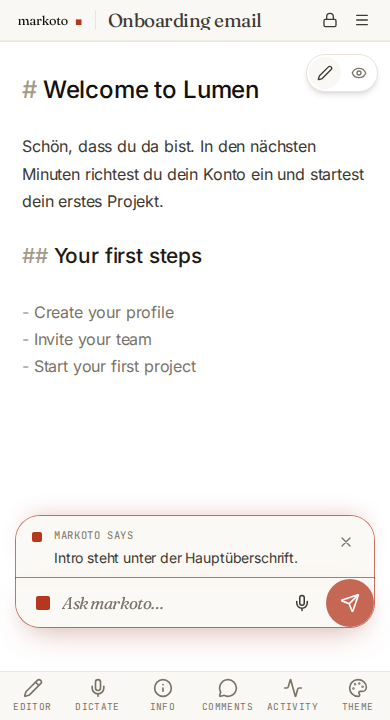 markoto
Onboarding email
# Welcome to Lumen
Schön, dass du da bist. In den nächsten
Minuten richtest du dein Konto ein und startest
dein erstes Projekt.
## Your first steps
- Create your profile
- Invite your team
- Start your first project
MARKOTO SAYS
Intro steht unter der Hauptüberschrift.
Ask markoto...
EDITOR
DICTATE
INFO
COMMENTS
ACTIVITY
THEME